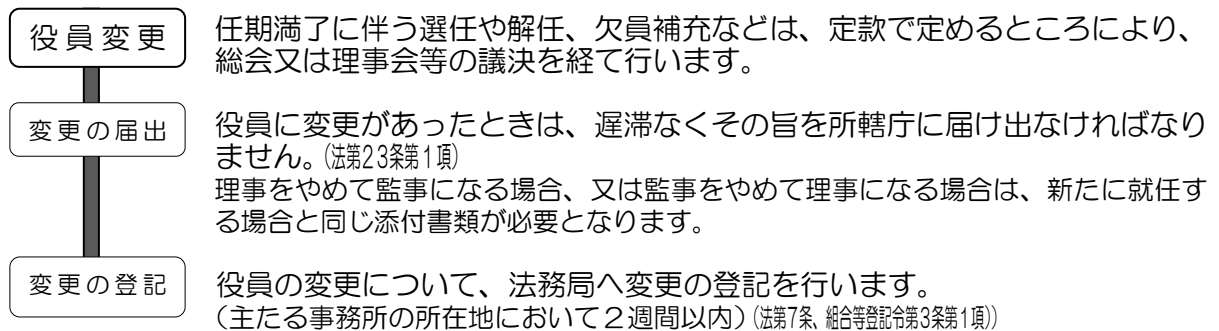 役員変更
任期満了に伴う選任や解任、欠員補充などは、定款で定めるところにより、
総会又は理事会等の議決を経て行います。
変更の届出
役員に変更があったときは、遅滞なくその旨を所轄庁に届け出なければなり
ません。(法第23条第1項)
理事をやめて監事になる場合、又は監事をやめて理事になる場合は、新たに就任す
る場合と同じ添付書類が必要となります。
変更の登記
役員の変更について、法務局へ変更の登記を行います。
(主たる事務所の所在地において2週間以内)(法第7条、組合等登記令第3条第1項))